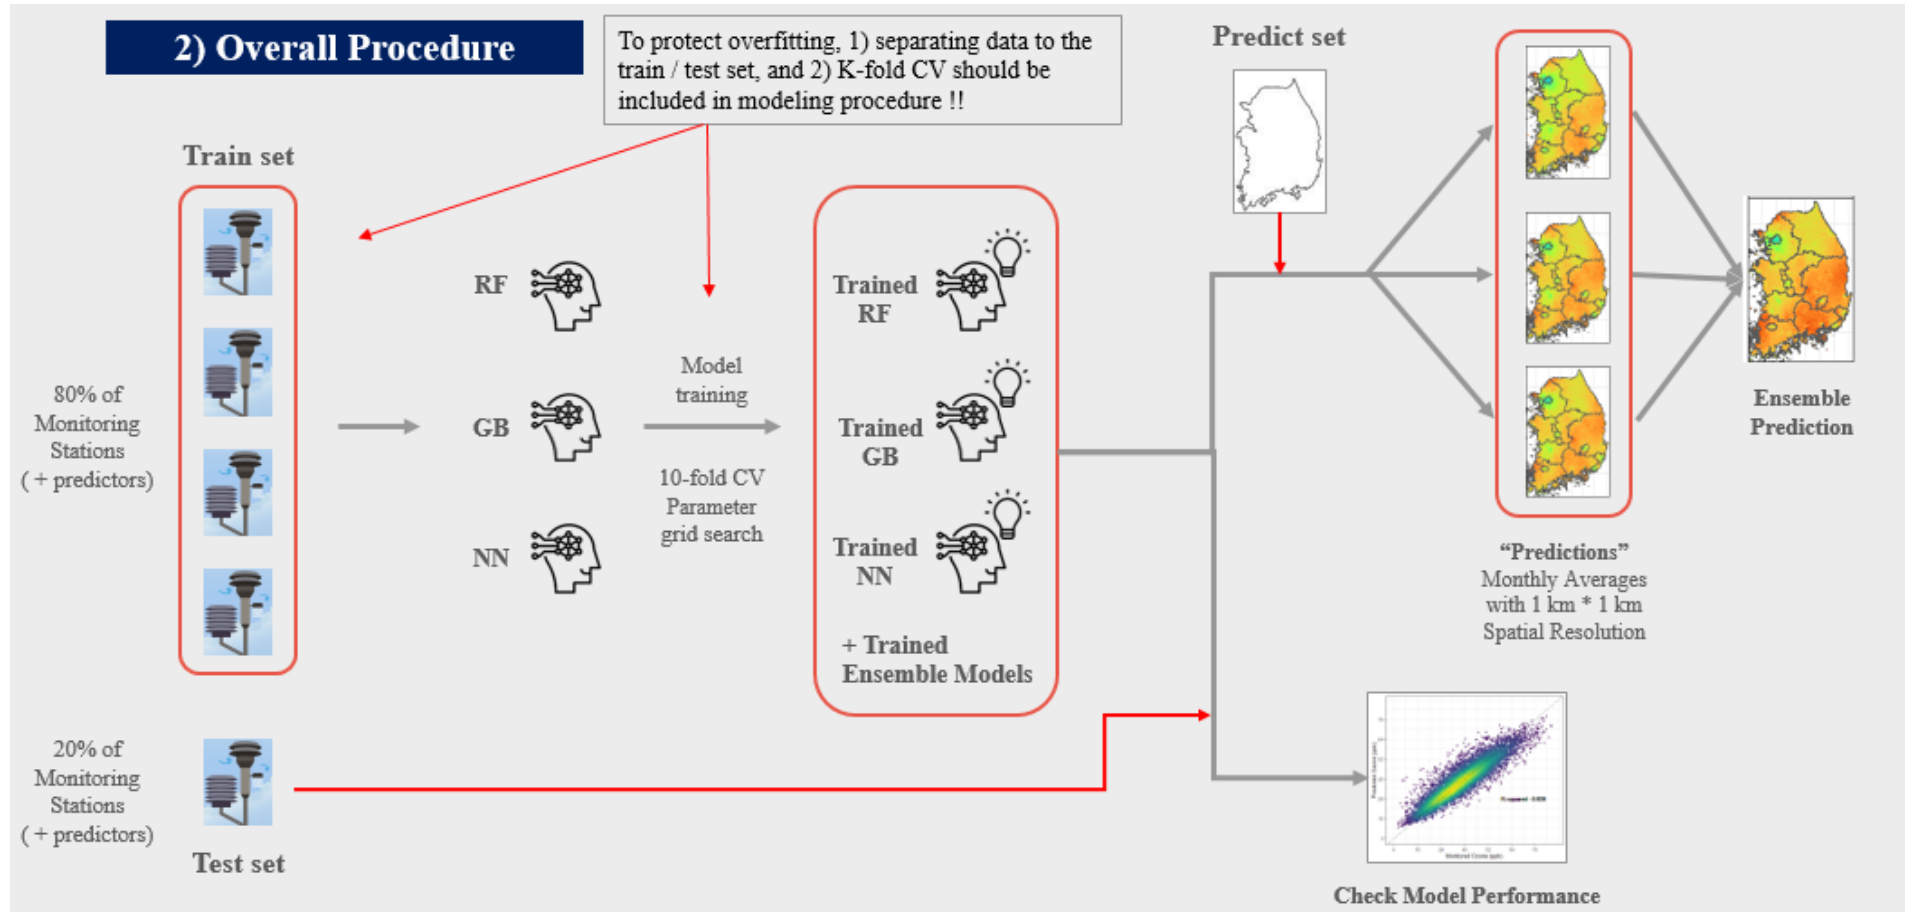 2) Overall Procedure
To protect overfitting, 1) separating data to the
train / test set, and 2) K-fold CV should be
included in modeling procedure !!
Train set
80% of
Monitoring
Stations
( + predictors)
RF
GB
NN
Model
training
10-fold CV
Parameter
grid search
Trained
RF
Trained
GB
Trained
NN
+ Trained
Ensemble Models
Predict set
“Predictions”
Monthly Averages
with 1 km * 1 km
Spatial Resolution
Ensemble
Prediction
20% of
Monitoring
Stations
( + predictors)
Test set
Monitored Ozone (ppb)
Check Model Performance